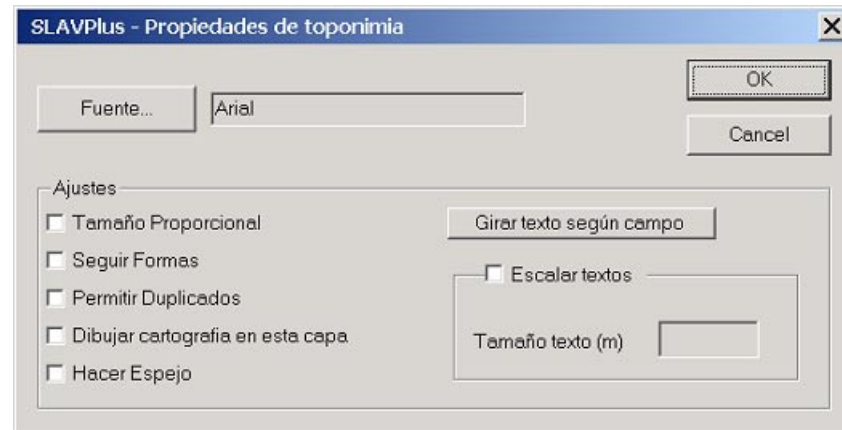 SLAVPlus - Propiedades de toponimia
OK
Fuente...
Arial
Cancel
Ajustes
Tamaño Proporcional
Girar texto según campo
Seguir Formas
Escalar textos
Permitir Duplicados
Dibujar cartografia en esta capa
Tamaño texto (m)
Hacer Espejo